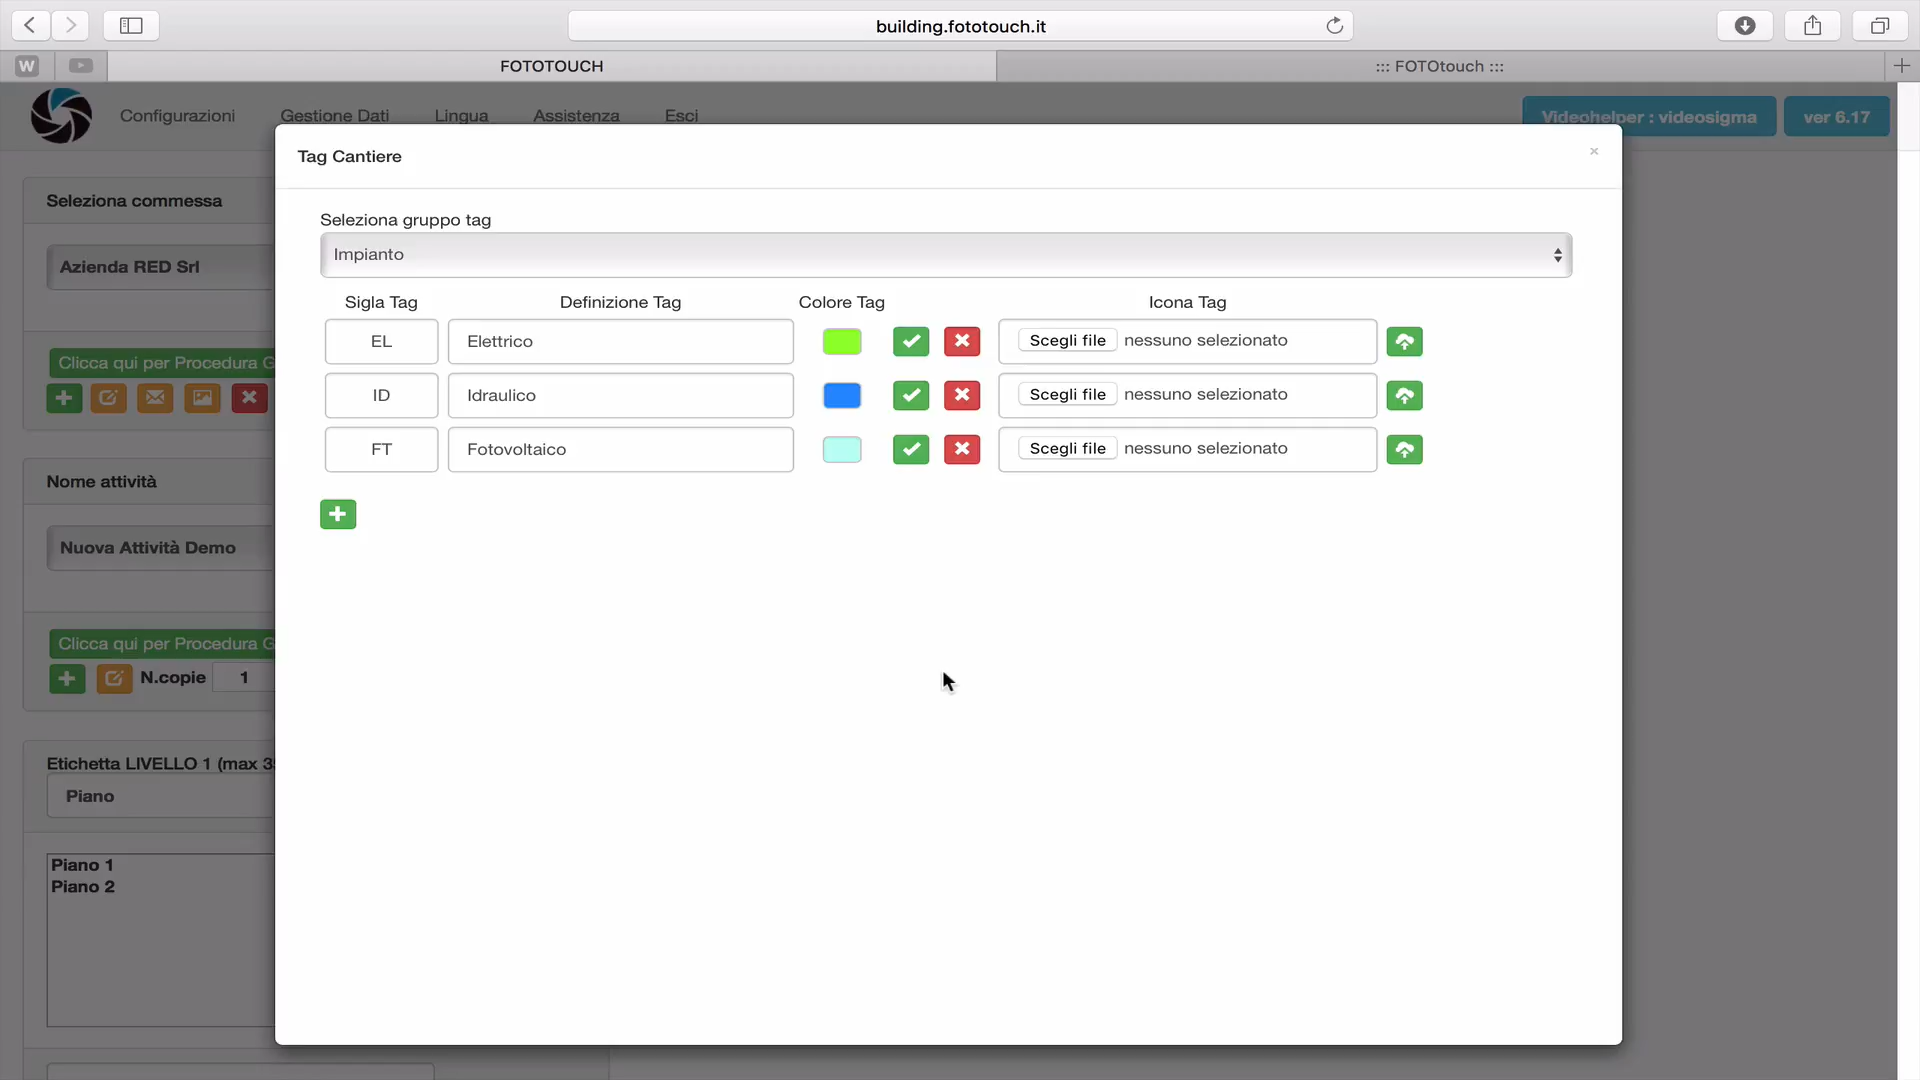 building.fototouch.it
W
FOTOTOUCH
::: FOTOtouch :::
Configurazioni
Gestione Dati
Lingua
Assistenza
Esci
Videohelper : videosigma
ver 6.17
Tag Cantiere
×
Seleziona commessa
Azienda RED Srl
Clicca qui per Procedura G
Nome attività
Nuova Attività Demo
Clicca qui per Procedura G
N.copie
1
Etichetta LIVELLO 1 (max 35
Piano
Piano 1
Piano 2
Seleziona gruppo tag
Impianto
Sigla Tag
Definizione Tag
Colore Tag
Icona Tag
EL
Elettrico
Scegli file nessuno selezionato
ID
Idraulico
Scegli file nessuno selezionato
FT
Fotovoltaico
Scegli file nessuno selezionato